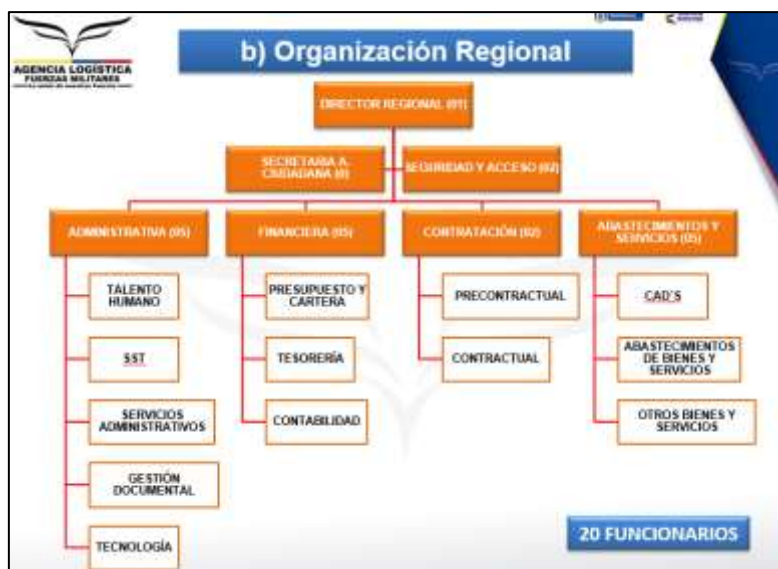 b) Organización Regional
AGENCIA LOGÍSTICA
FUERZAS MILITARES
DIRECTOR REGIONAL (01)
SECRETARIA A.
CIUDADANA (0)
SEGURIDAD Y ACCESO (02)
ADMINISTRATIVA (05)
FINANCIERA (05)
CONTRATACIÓN (02)
ABASTECIMIENTOS Y
SERVICIOS (05)
TALENTO
HUMANO
SST
SERVICIOS
ADMINISTRATIVOS
GESTIÓN
DOCUMENTAL
TECNOLOGÍA
PRESUPUESTO Y
CARTERA
TESORERÍA
CONTABILIDAD
PRECONTRACTUAL
CONTRACTUAL
CAD´S
ABASTECIMIENTOS
DE BIENES Y
SERVICIOS
OTROS BIENES Y
SERVICIOS
20 FUNCIONARIOS